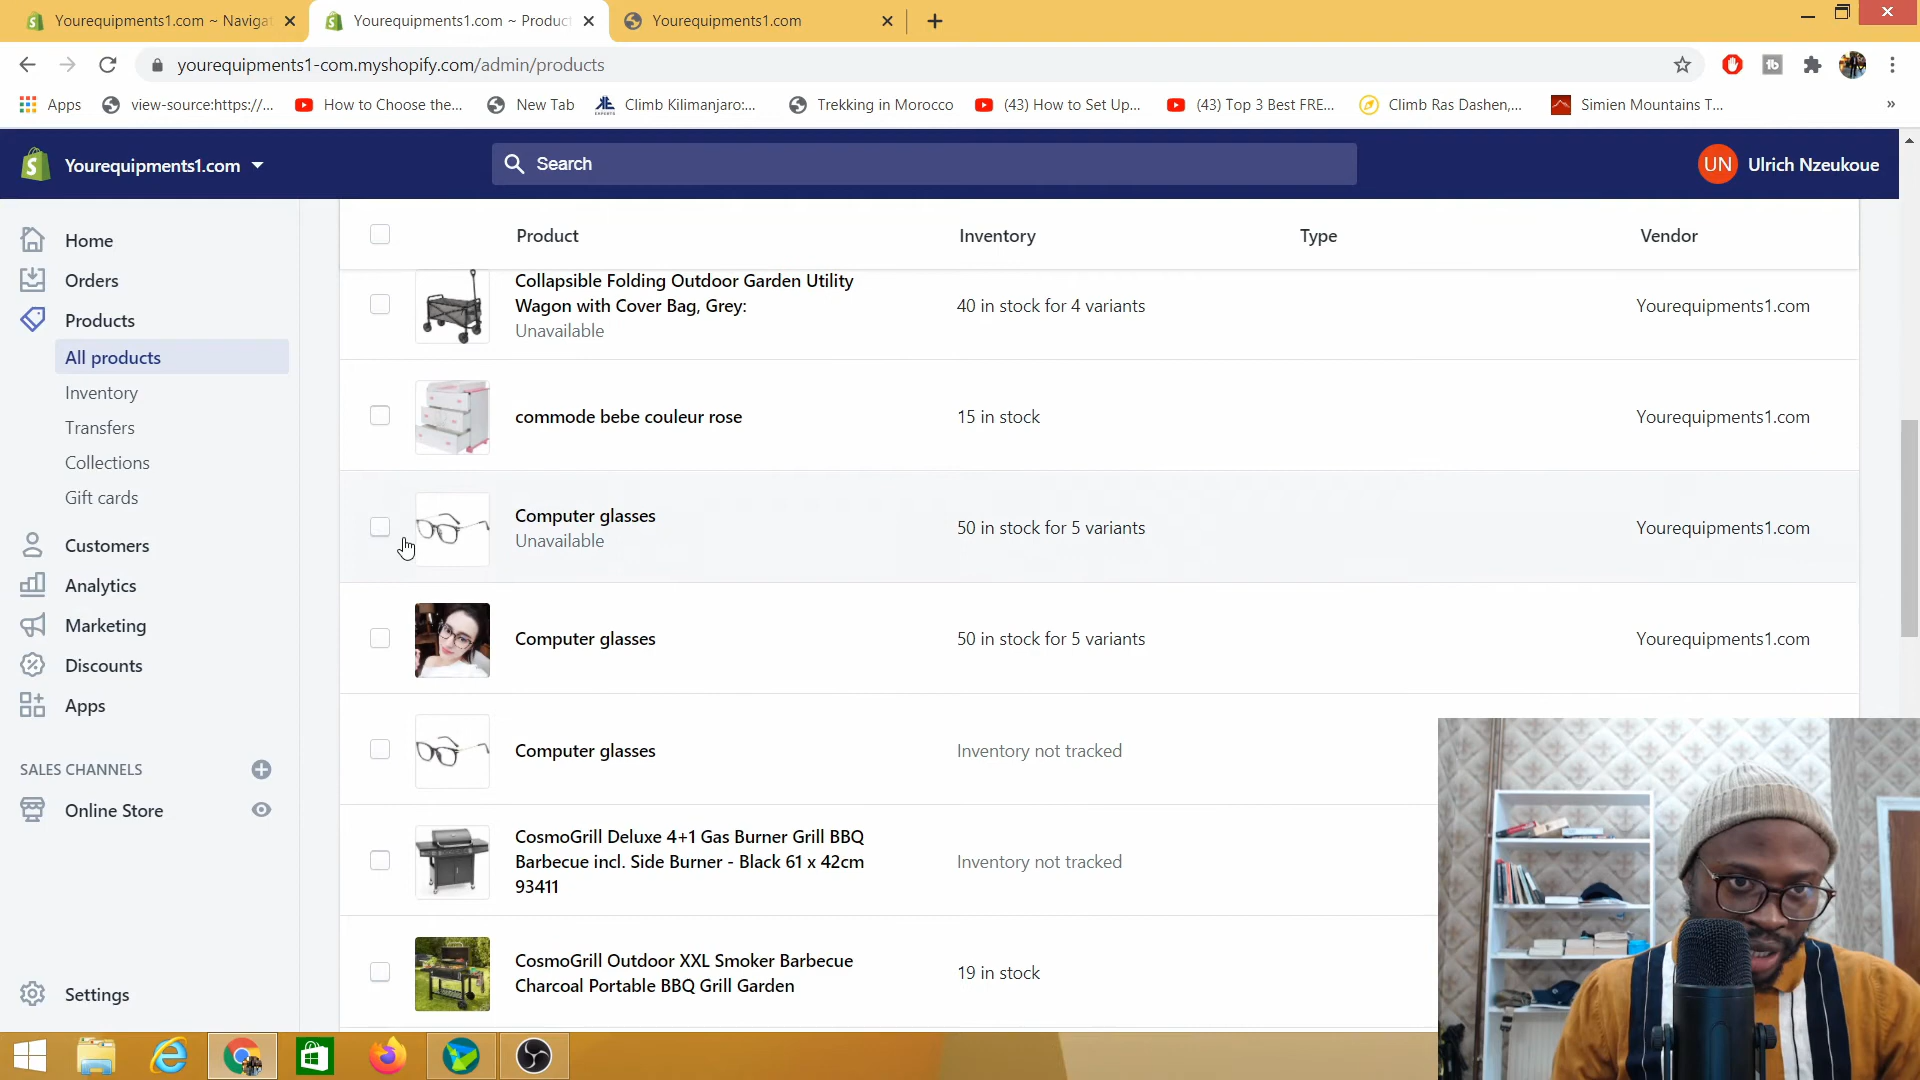 Yourequipments1.com ~ Naviga
Yourequipments1.com ~ Produc
Yourequipments1.com
yourequipments1-com.myshopify.com/admin/products
Apps
view-source:https://...
How to Choose the...
New Tab
Climb Kilimanjaro:...
Trekking in Morocco
(43) How to Set Up...
(43) Top 3 Best FRE...
Climb Ras Dashen,...
Simien Mountains T...
Yourequipments1.com
Search
UN
Ulrich Nzeukoue
Home
Orders
Products
All products
Inventory
Transfers
Collections
Gift cards
Customers
Analytics
Marketing
Discounts
Apps
SALES CHANNELS
Online Store
Settings
Product
Inventory
Type
Vendor
Collapsible Folding Outdoor Garden Utility
Wagon with Cover Bag, Grey:
Unavailable
40 in stock for 4 variants
Yourequipments1.com
commode bebe couleur rose
15 in stock
Yourequipments1.com
Computer glasses
Unavailable
50 in stock for 5 variants
Yourequipments1.com
Computer glasses
50 in stock for 5 variants
Yourequipments1.com
Computer glasses
Inventory not tracked
CosmoGrill Deluxe 4+1 Gas Burner Grill BBQ
Barbecue incl. Side Burner - Black 61 x 42cm
93411
Inventory not tracked
CosmoGrill Outdoor XXL Smoker Barbecue
Charcoal Portable BBQ Grill Garden
19 in stock